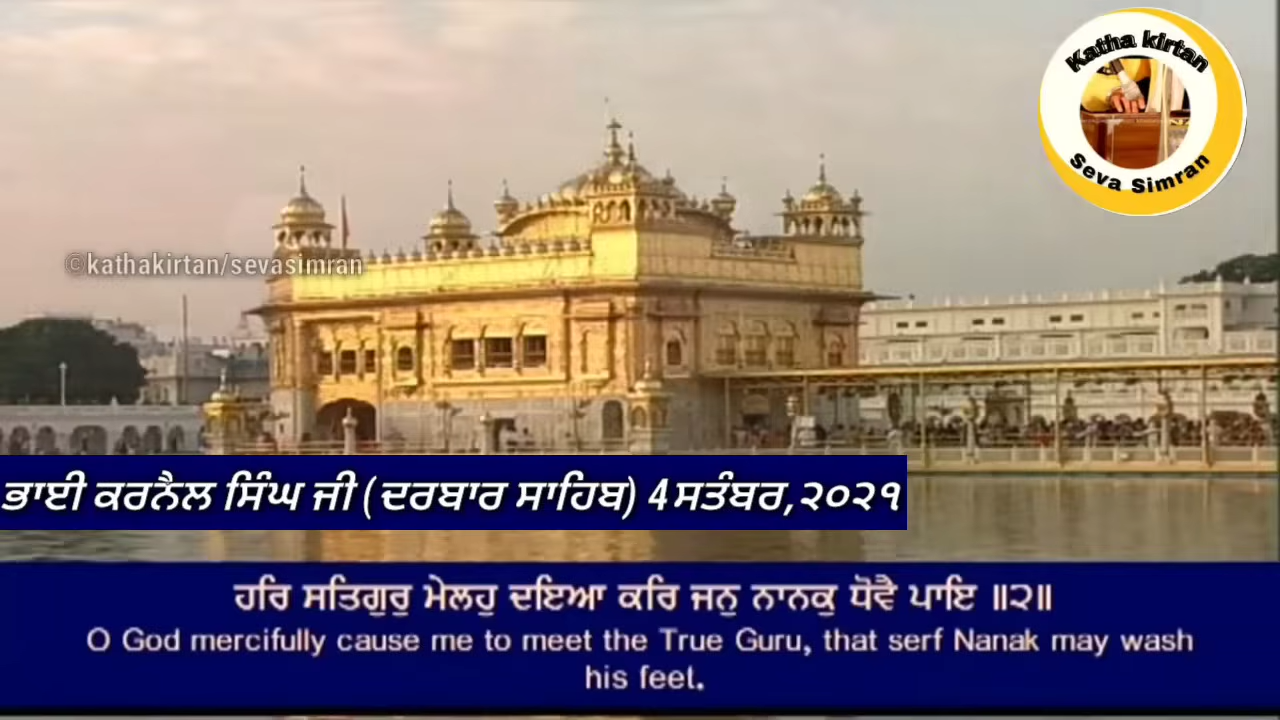 Katha kirtan
Seva Simran
©kathakirtan/sevasimran
ਭਾਈ ਕਰਨੈਲ ਸਿੰਘ ਜੀ (ਦਰਬਾਰ ਸਾਹਿਬ) 4 ਸਤੰਬਰ,੨੦੨੧
ਹਰਿ ਸਤਿਗੁਰੁ ਮੇਲਹੁ ਦਇਆ ਕਰਿ ਜਨੁ ਨਾਨਕੁ ਧੋਵੈ ਪਾਇ ॥੨॥
O God mercifully cause me to meet the True Guru, that serf Nanak may wash
his feet.